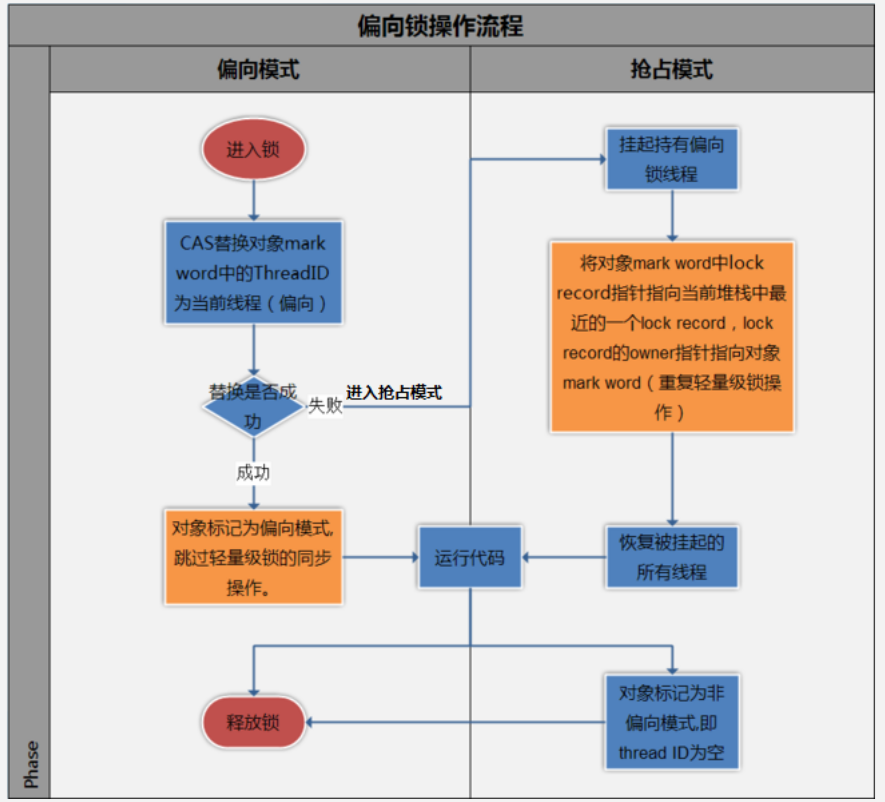 偏向锁操作流程
偏向模式
抢占模式
进入锁
CAS替换对象mark
word中的ThreadID
为当前线程（偏向）
替换是否成
功
失败
进入抢占模式
成功
对象标记为偏向模式,
跳过轻量级锁的同步
操作。
运行代码
释放锁
挂起持有偏向
锁线程
将对象mark word中lock
record指针指向当前堆栈中最
近的一个lock record，lock
record的owner指针指向对象
mark word（重复轻量级锁操
作）
恢复被挂起的
所有线程
对象标记为非
偏向模式,即
thread ID为空
Phase